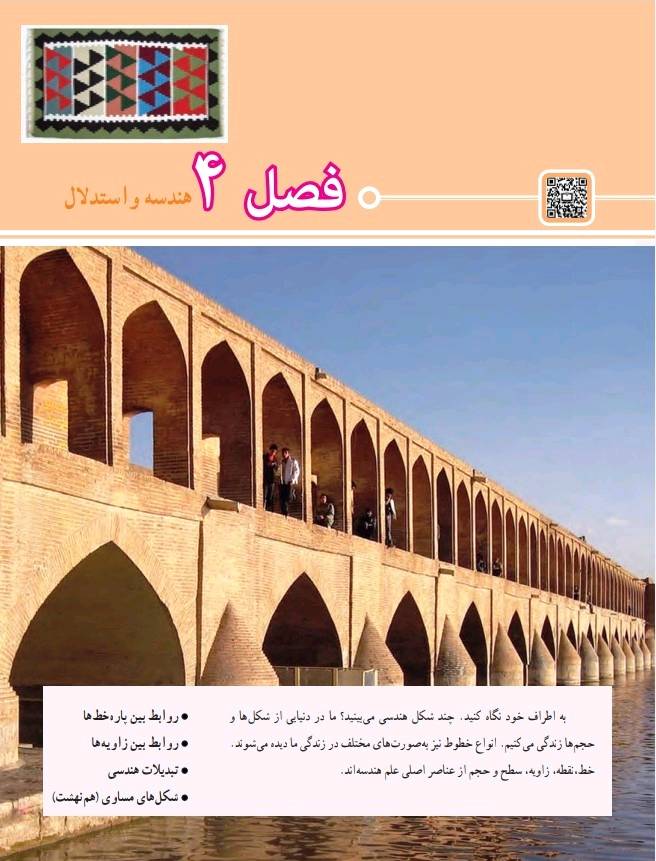 فصل ۴ هندسه و استدلال
به اطراف خود نگاه کنید. چند شکل هندسی می‌بینید؟ ما در دنیایی از شکل‌ها و
حجم‌ها زندگی می‌کنیم. انواع خطوط نیز به‌صورت‌های مختلف در زندگی ما دیده می‌شوند.
خط،نقطه، زاویه، سطح و حجم از عناصر اصلی علم هندسه‌اند.
● روابط بین پاره‌خط‌ها
● روابط بین زاویه‌ها
● تبدیلات هندسی
● شکل‌های مساوی (هم‌نهشت)